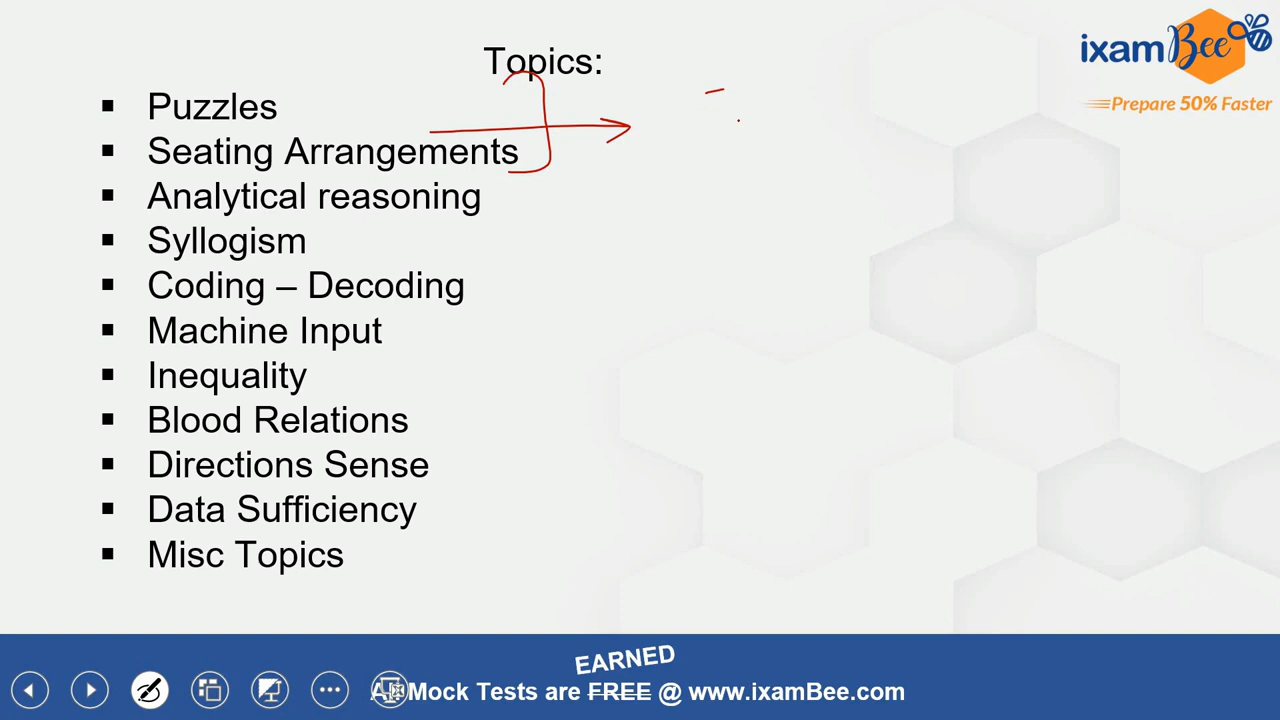 ixamBee
Prepare 50% Faster
Topics:
▪ Puzzles
▪ Seating Arrangements
▪ Analytical reasoning
▪ Syllogism
▪ Coding – Decoding
▪ Machine Input
▪ Inequality
▪ Blood Relations
▪ Directions Sense
▪ Data Sufficiency
▪ Misc Topics
EARNED
All Mock Tests are FREE @ www.ixamBee.com